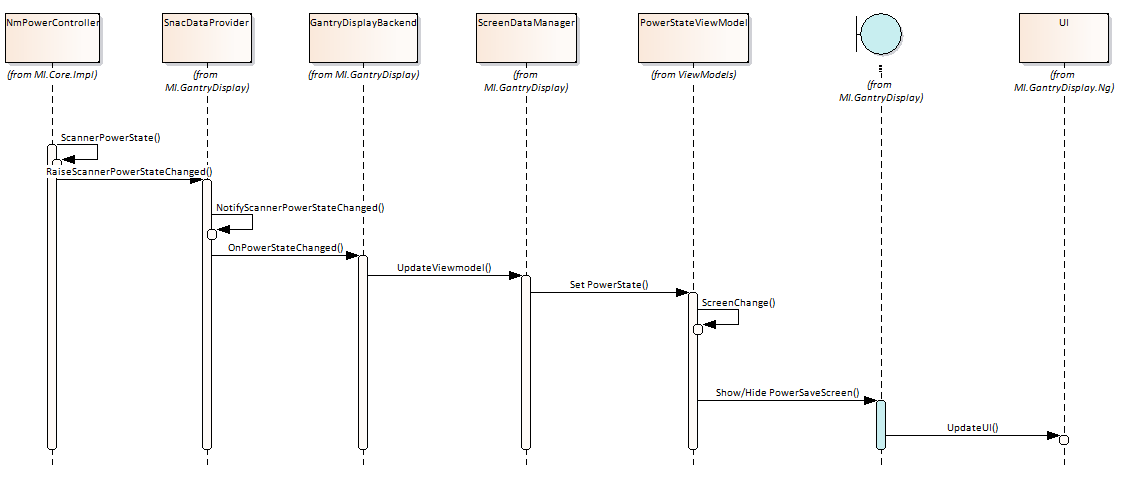 NmPowerController
SnacDataProvider
GantryDisplayBackend
ScreenDataManager
PowerStateViewModel
UI
(from MI.Core.Impl)
(from
MI.GantryDisplay)
(from MI.GantryDisplay)
(from
MI.GantryDisplay)
(from ViewModels)
(from
MI.GantryDisplay)
(from
MI.GantryDisplay.Ng)
ScannerPowerState()
RaiseScannerPowerStateChanged()
NotifyScannerPowerStateChanged()
OnPowerStateChanged()
UpdateViewmodel()
Set PowerState()
ScreenChange()
Show/Hide PowerSaveScreen()
UpdateUI()